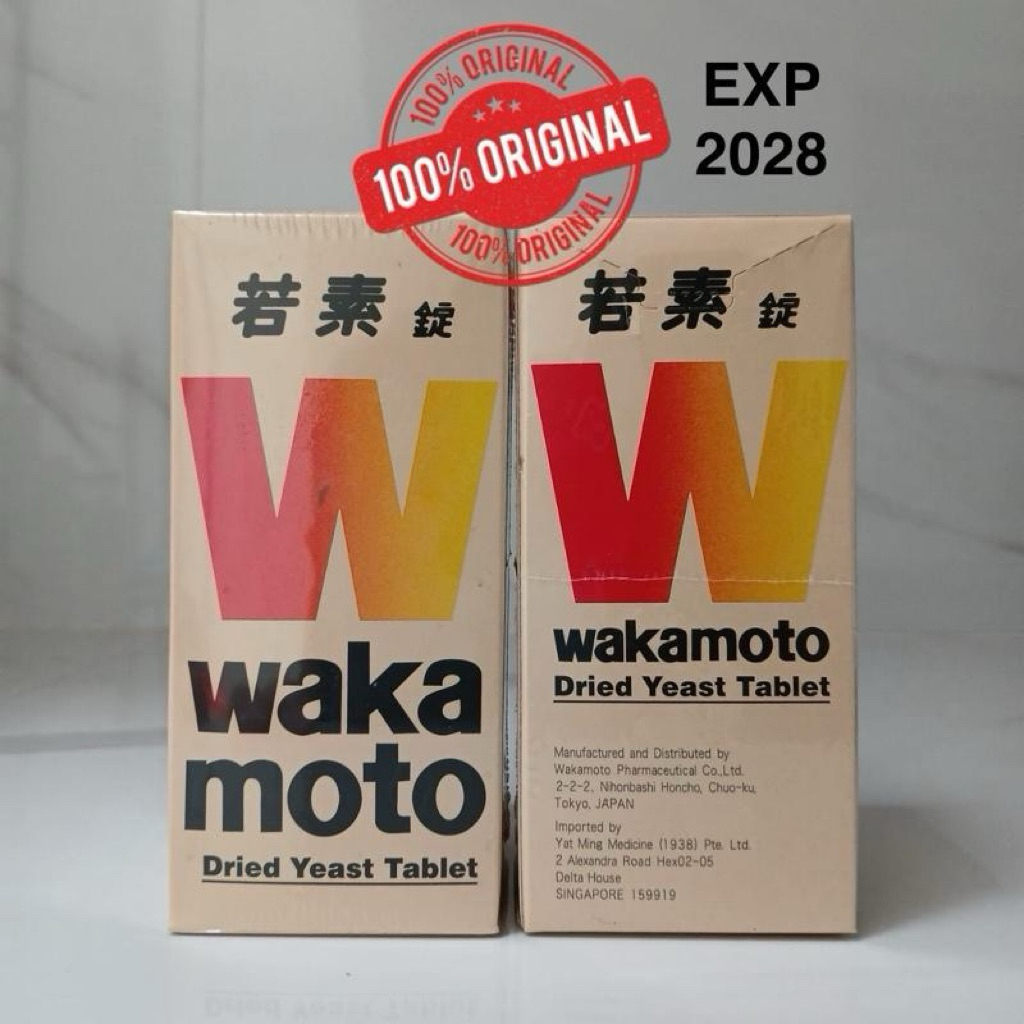 100% ORIGINAL
100% ORIGINAL
100% ORIGINAL
EXP
2028
若素錠
W
waka
moto
Dried Yeast Tablet
若素錠
W
wakamoto
Dried Yeast Tablet
Manufactured and Distributed by
Wakamoto Pharmaceutical Co.,Ltd.
2-2-2, Nihonbashi Honcho, Chuo-ku,
Tokyo, JAPAN
Imported by
Yat Ming Medicine (1938) Pte. Ltd.
2 Alexandra Road Hex02-05
Delta House
SINGAPORE 159919